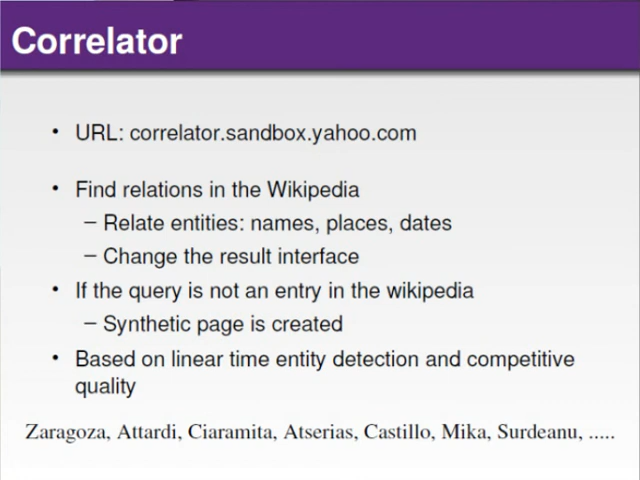 Correlator
• URL: correlator.sandbox.yahoo.com
• Find relations in the Wikipedia
– Relate entities: names, places, dates
– Change the result interface
• If the query is not an entry in the wikipedia
– Synthetic page is created
• Based on linear time entity detection and competitive
quality
Zaragoza, Attardi, Ciaramita, Atserias, Castillo, Mika, Surdeanu, .....